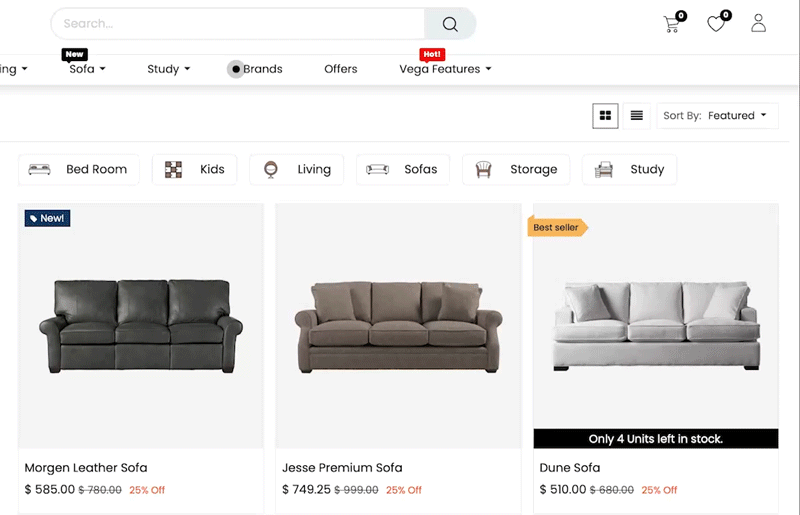 Search...
0
0
New
Hot!
ing
Sofa
Study
Brands
Offers
Vega Features
Sort By: Featured
Bed Room
Kids
Living
Sofas
Storage
Study
New!
Best seller
Only 4 Units left in stock.
Morgen Leather Sofa
$ 585.00 $ 780.00 25% Off
Jesse Premium Sofa
$ 749.25 $ 999.00 25% Off
Dune Sofa
$ 510.00 $ 680.00 25% Off